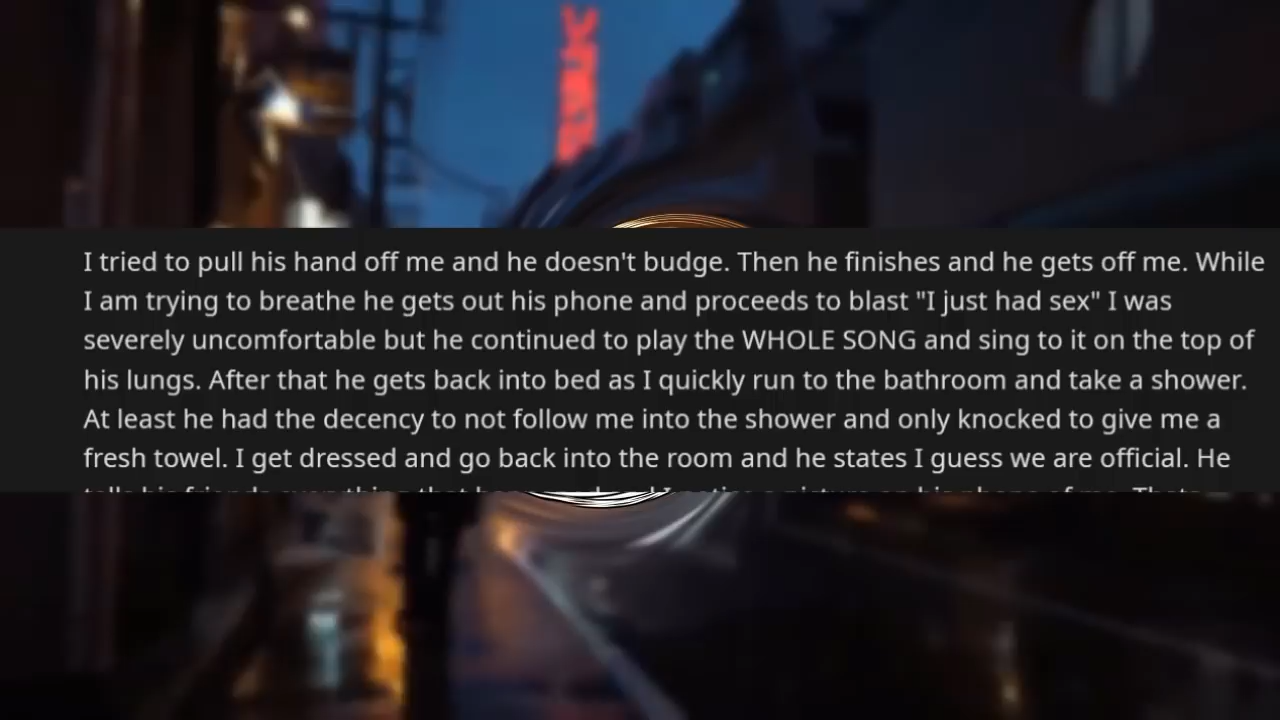 I tried to pull his hand off me and he doesn't budge. Then he finishes and he gets off me. While
I am trying to breathe he gets out his phone and proceeds to blast "I just had sex" I was
severely uncomfortable but he continued to play the WHOLE SONG and sing to it on the top of
his lungs. After that he gets back into bed as I quickly run to the bathroom and take a shower.
At least he had the decency to not follow me into the shower and only knocked to give me a
fresh towel. I get dressed and go back into the room and he states I guess we are official. He